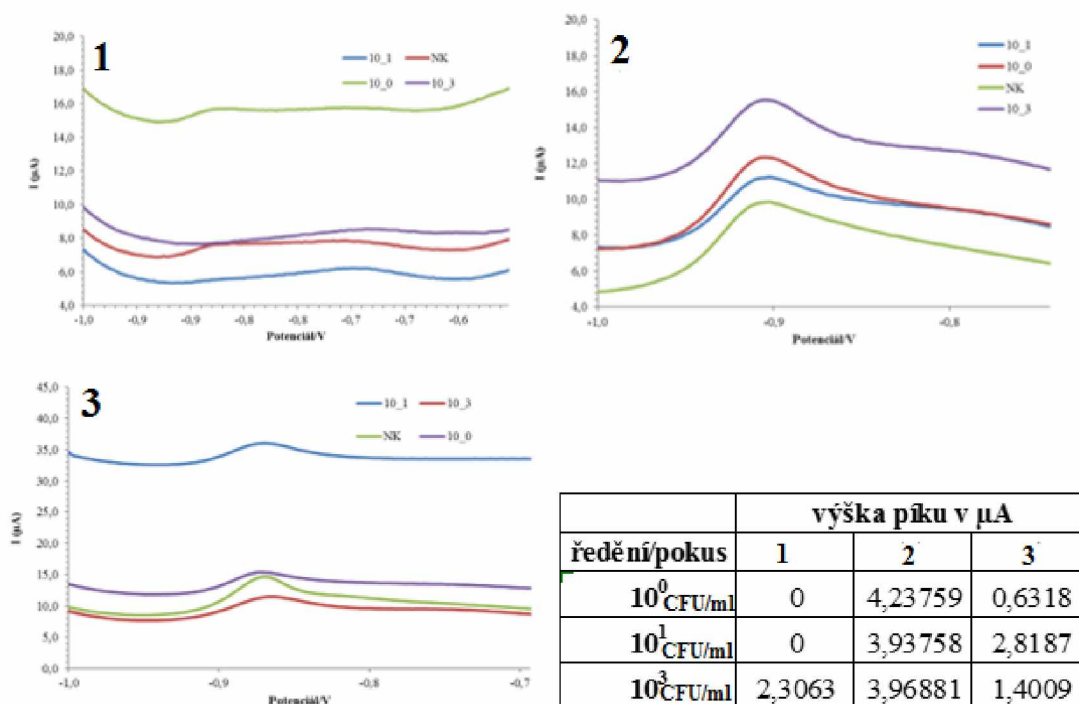 1
10_1 NK
10_0 10_3
18,0
16,0
14,0
12,0
10,0
8,0
6,0
4,0
I (µA)
-1,0 -0,9 -0,9 -0,8 -0,8 -0,7 -0,7 -0,6
Potenciál/V
2
10_1
10_0
NK
10_3
20,0
18,0
16,0
14,0
12,0
10,0
8,0
6,0
4,0
I (µA)
-1,0 -0,9 -0,8
Potenciál/V
3
10_1 10_3
NK 10_0
45,0
40,0
35,0
30,0
25,0
20,0
15,0
10,0
5,0
0,0
I (µA)
-1,0 -0,9 -0,8 -0,7
Potenciál/V
výška píku v µA
ředění/pokus 1 2 3
10⁰ CFU/ml 0 4,23759 0,6318
10¹ CFU/ml 0 3,93758 2,8187
10³ CFU/ml 2,3063 3,96881 1,4009